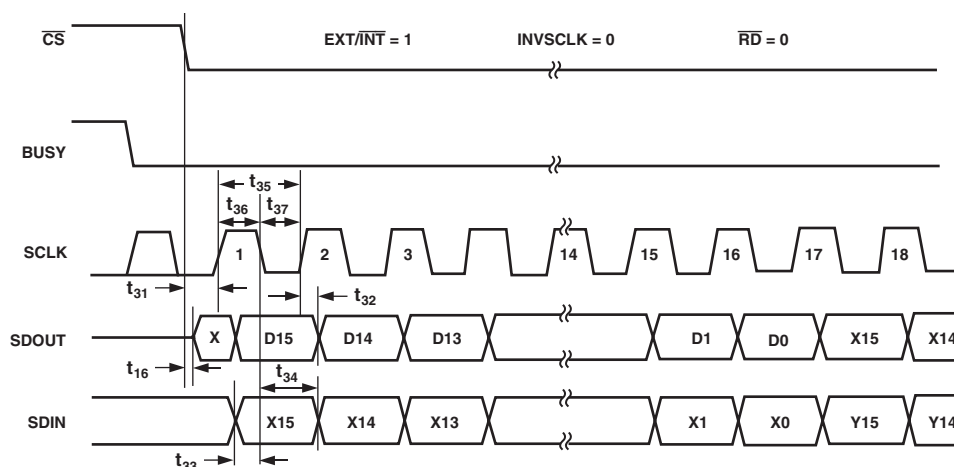 CS EXT/INT = 1 INVSCLK = 0 RD = 0
BUSY
t35
t36 t37
SCLK 1 2 3 14 15 16 17 18
t31 t32
SDOUT X D15 D14 D13 D1 D0 X15 X14
t16 t34
SDIN X15 X14 X13 X1 X0 Y15 Y14
t33